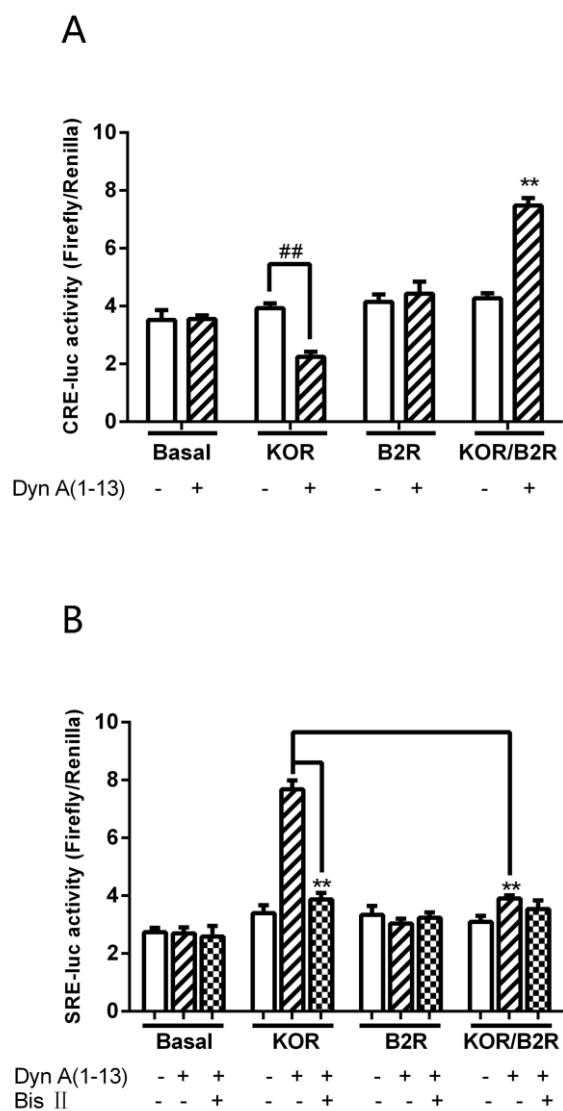 A
CRE-luc activity (Firefly/Renilla)
10
8
6
4
2
0
##
**
Basal KOR B2R KOR/B2R
Dyn A(1-13) - + - + - + - +
B
SRE-luc activity (Firefly/Renilla)
10
8
6
4
2
0
**
**
Basal KOR B2R KOR/B2R
Dyn A(1-13) - + + - + + - + + - + +
Bis Ⅱ - - + - - + - - + - - +